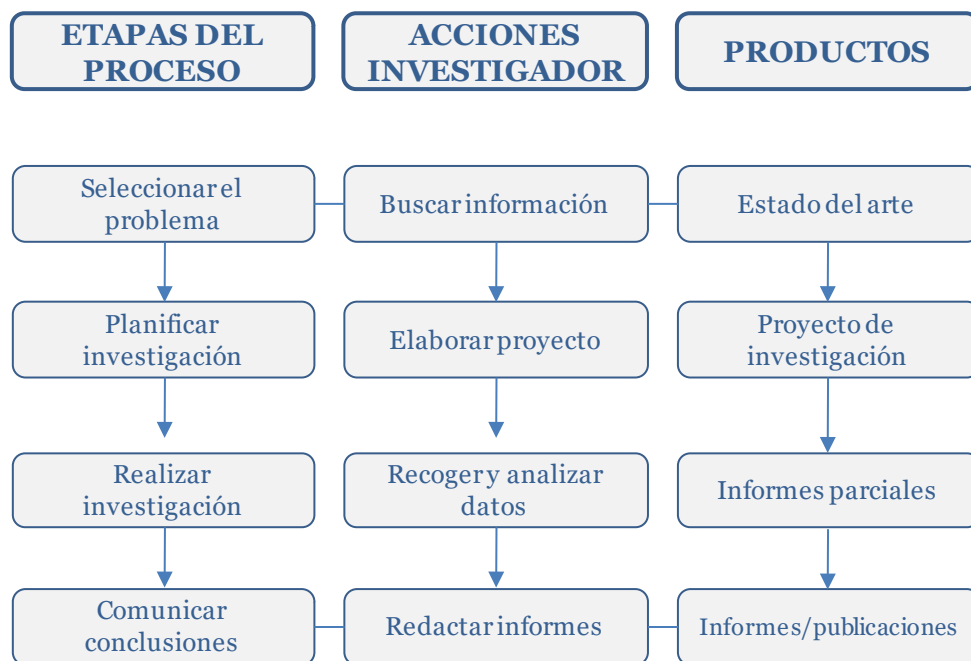 ETAPAS DEL
PROCESO
ACCIONES
INVESTIGADOR
PRODUCTOS
Seleccionar el
problema
Buscar información
Estado del arte
Planificar
investigación
Elaborar proyecto
Proyecto de
investigación
Realizar
investigación
Recoger y analizar
datos
Informes parciales
Comunicar
conclusiones
Redactar informes
Informes/publicaciones